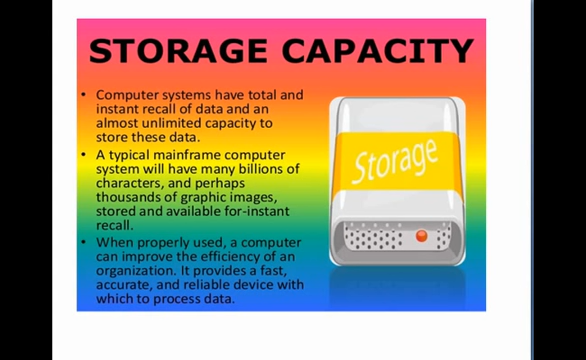 STORAGE CAPACITY
• Computer systems have total and
instant recall of data and an
almost unlimited capacity to
store these data.
• A typical mainframe computer
system will have many billions of
characters, and perhaps
thousands of graphic images,
stored and available for-instant
recall.
• When properly used, a computer
can improve the efficiency of an
organization. It provides a fast,
accurate, and reliable device with
which to process data.
Storage